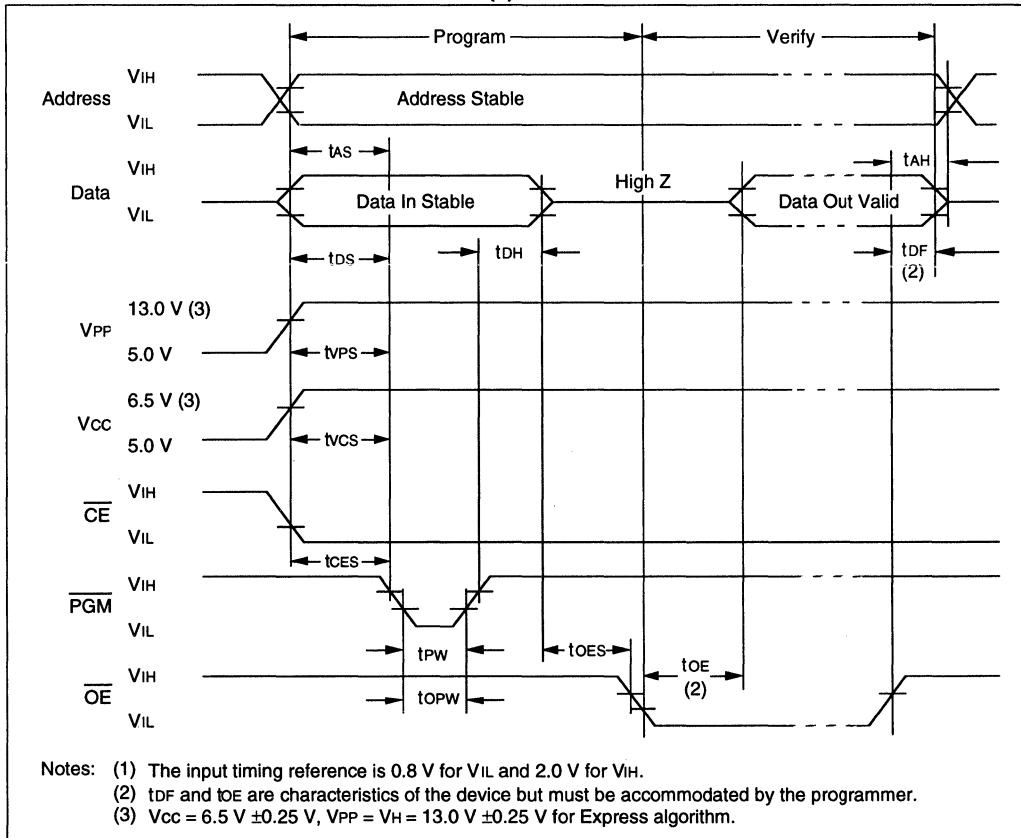 Program Verify
VIH
Address Address Stable
VIL
tAS
VIH tAH
Data High Z
Data In Stable Data Out Valid
VIL
tDS tDH tDF
(2)
13.0 V (3)
VPP
tVPS
5.0 V
6.5 V (3)
VCC
tVCS
5.0 V
VIH
CE
VIL
tCES
VIH
PGM
VIL
tPW tOES
VIH tOE
OE tOPW (2)
VIL
Notes: (1) The input timing reference is 0.8 V for VIL and 2.0 V for VIH.
(2) tDF and tOE are characteristics of the device but must be accommodated by the programmer.
(3) Vcc = 6.5 V ±0.25 V, VPP = VH = 13.0 V ±0.25 V for Express algorithm.